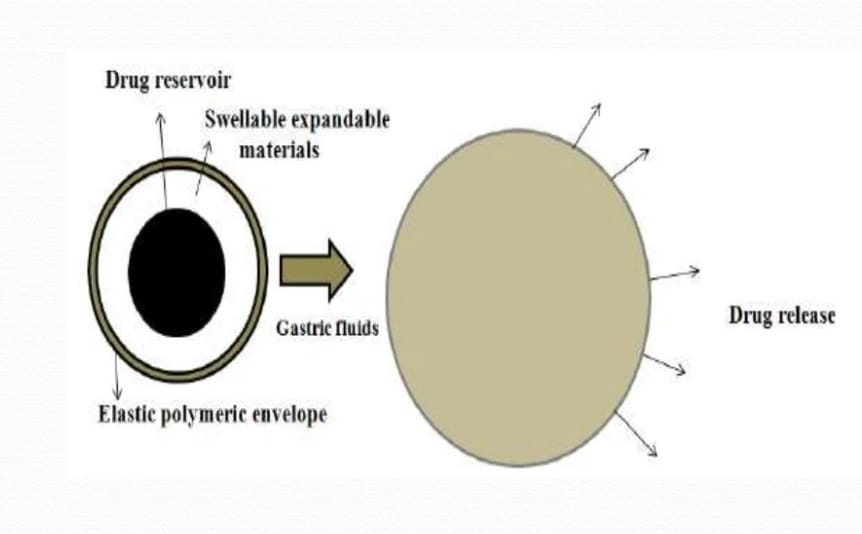 Drug reservoir
Swellable expandable
materials
Gastric fluids
Drug release
Elastic polymeric envelope